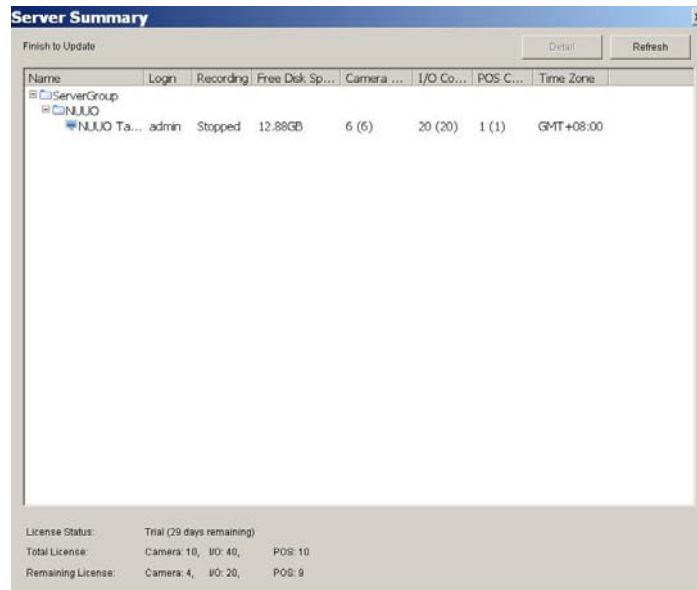 Server Summary
Finish to Update
Detail
Refresh
Name Login Recording Free Disk Sp... Camera ... I/O Co... POS C... Time Zone
ServerGroup
NUUO
NUUO Ta... admin Stopped 12.88GB 6 (6) 20 (20) 1 (1) GMT+08:00
License Status: Trial (29 days remaining)
Total License: Camera: 10, I/O: 40, POS: 10
Remaining License: Camera: 4, I/O: 20, POS: 9